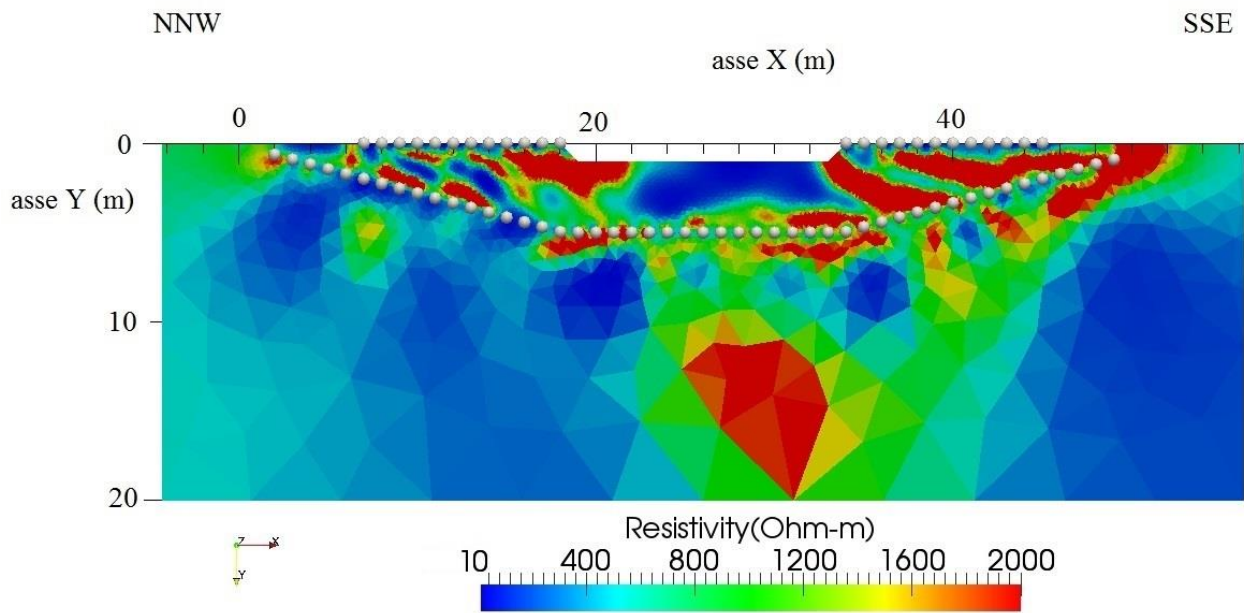 NNW SSE
asse X (m)
0 20 40
0
asse Y (m)
10
20
Resistivity(Ohm-m)
10 400 800 1200 1600 2000
Z X
Y